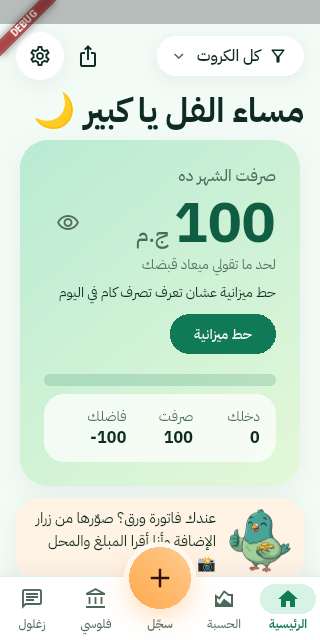 DEBUG
كل الكروت
مساء الفل يا كبير 🌙
صرفت الشهر ده
100 ج.م
لحد ما تقولي ميعاد قبضك
حط ميزانية عشان تعرف تصرف كام في اليوم
حط ميزانية
دخلك صرفت فاضلك
0 100 -100
عندك فاتورة ورق؟ صوّرها من زرار
الإضافة وأنا أقرا المبلغ والمحل
📸
الرئيسية الحسبة سجّل فلوسي زغلول